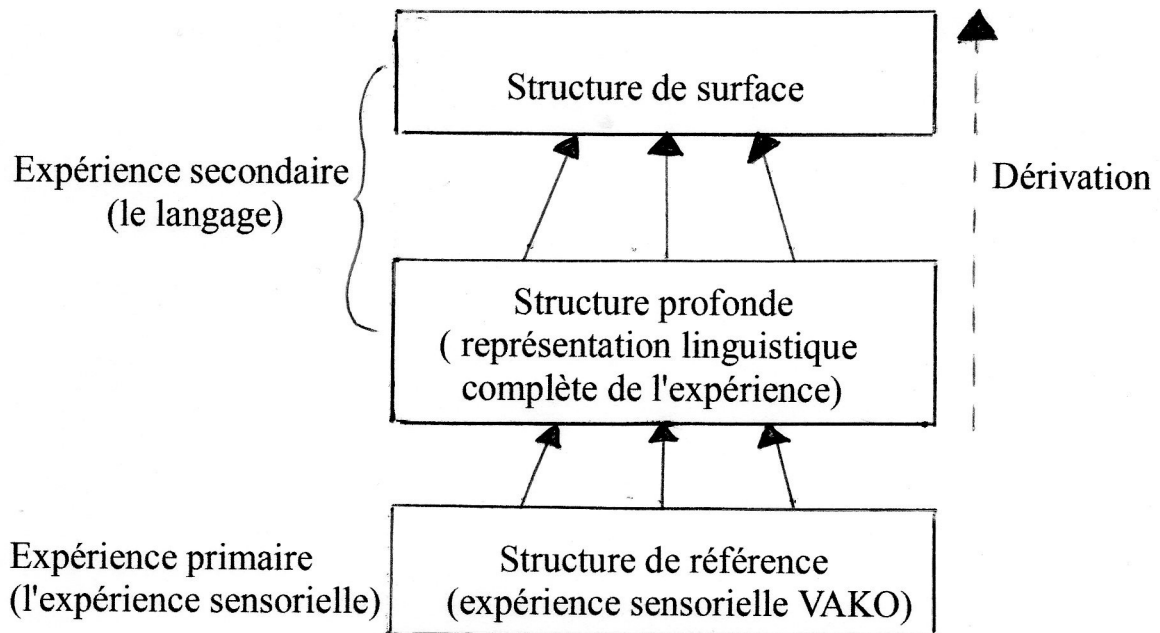 Structure de surface
Expérience secondaire
(le langage)
Dérivation
Structure profonde
( représentation linguistique
complète de l'expérience)
Expérience primaire
(l'expérience sensorielle)
Structure de référence
(expérience sensorielle VAKO)